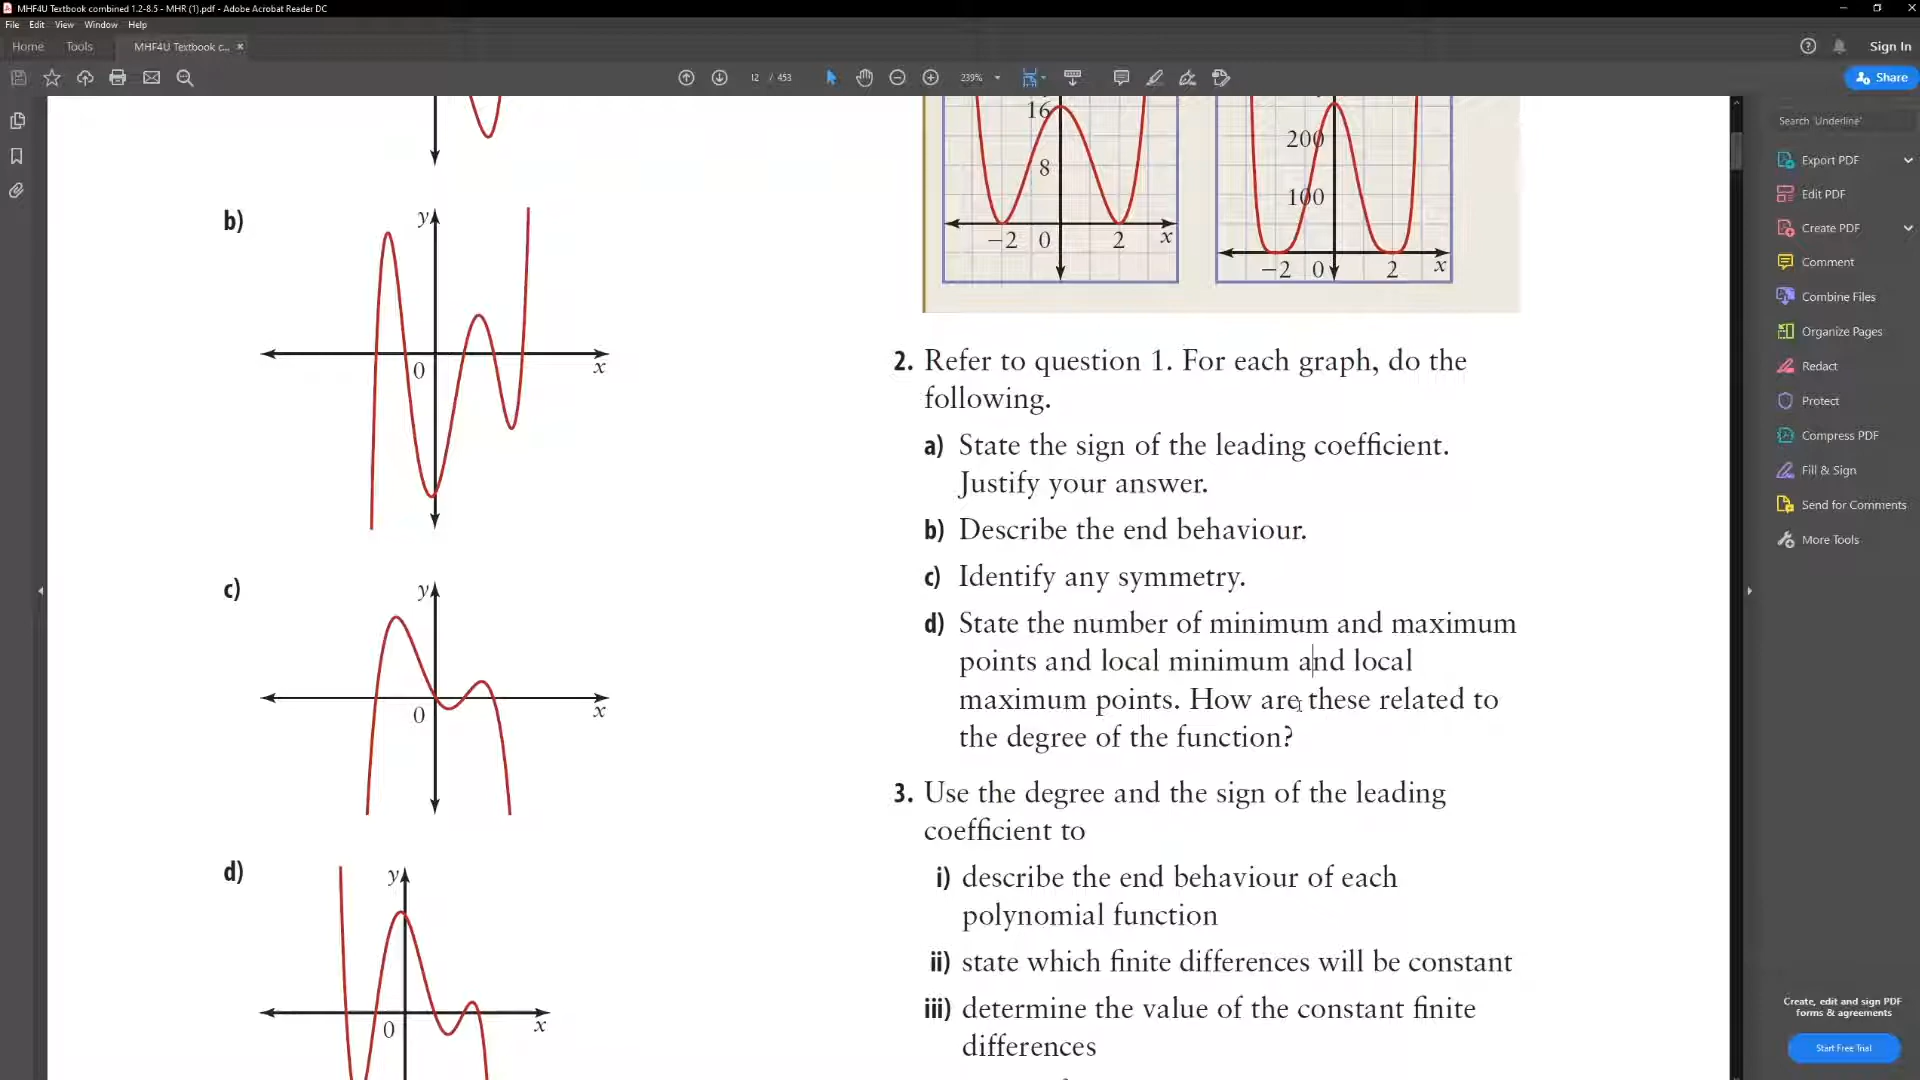 MHF4U Textbook combined 1.2-8.5 - MHR (1).pdf - Adobe Acrobat Reader DC
File Edit View Window Help
Home Tools MHF4U Textbook c... ×
Sign In
12 / 453
239%
Share
b)
y
0
x
c)
y
0
x
d)
y
0
x
16
8
−2 0 2 x
200
100
−2 0 2 x
2. Refer to question 1. For each graph, do the
following.
a) State the sign of the leading coefficient.
Justify your answer.
b) Describe the end behaviour.
c) Identify any symmetry.
d) State the number of minimum and maximum
points and local minimum and local
maximum points. How are these related to
the degree of the function?
3. Use the degree and the sign of the leading
coefficient to
i) describe the end behaviour of each
polynomial function
ii) state which finite differences will be constant
iii) determine the value of the constant finite
differences
Search 'Underline'
Export PDF
Edit PDF
Create PDF
Comment
Combine Files
Organize Pages
Redact
Protect
Compress PDF
Fill & Sign
Send for Comments
More Tools
Create, edit and sign PDF
forms & agreements
Start Free Trial